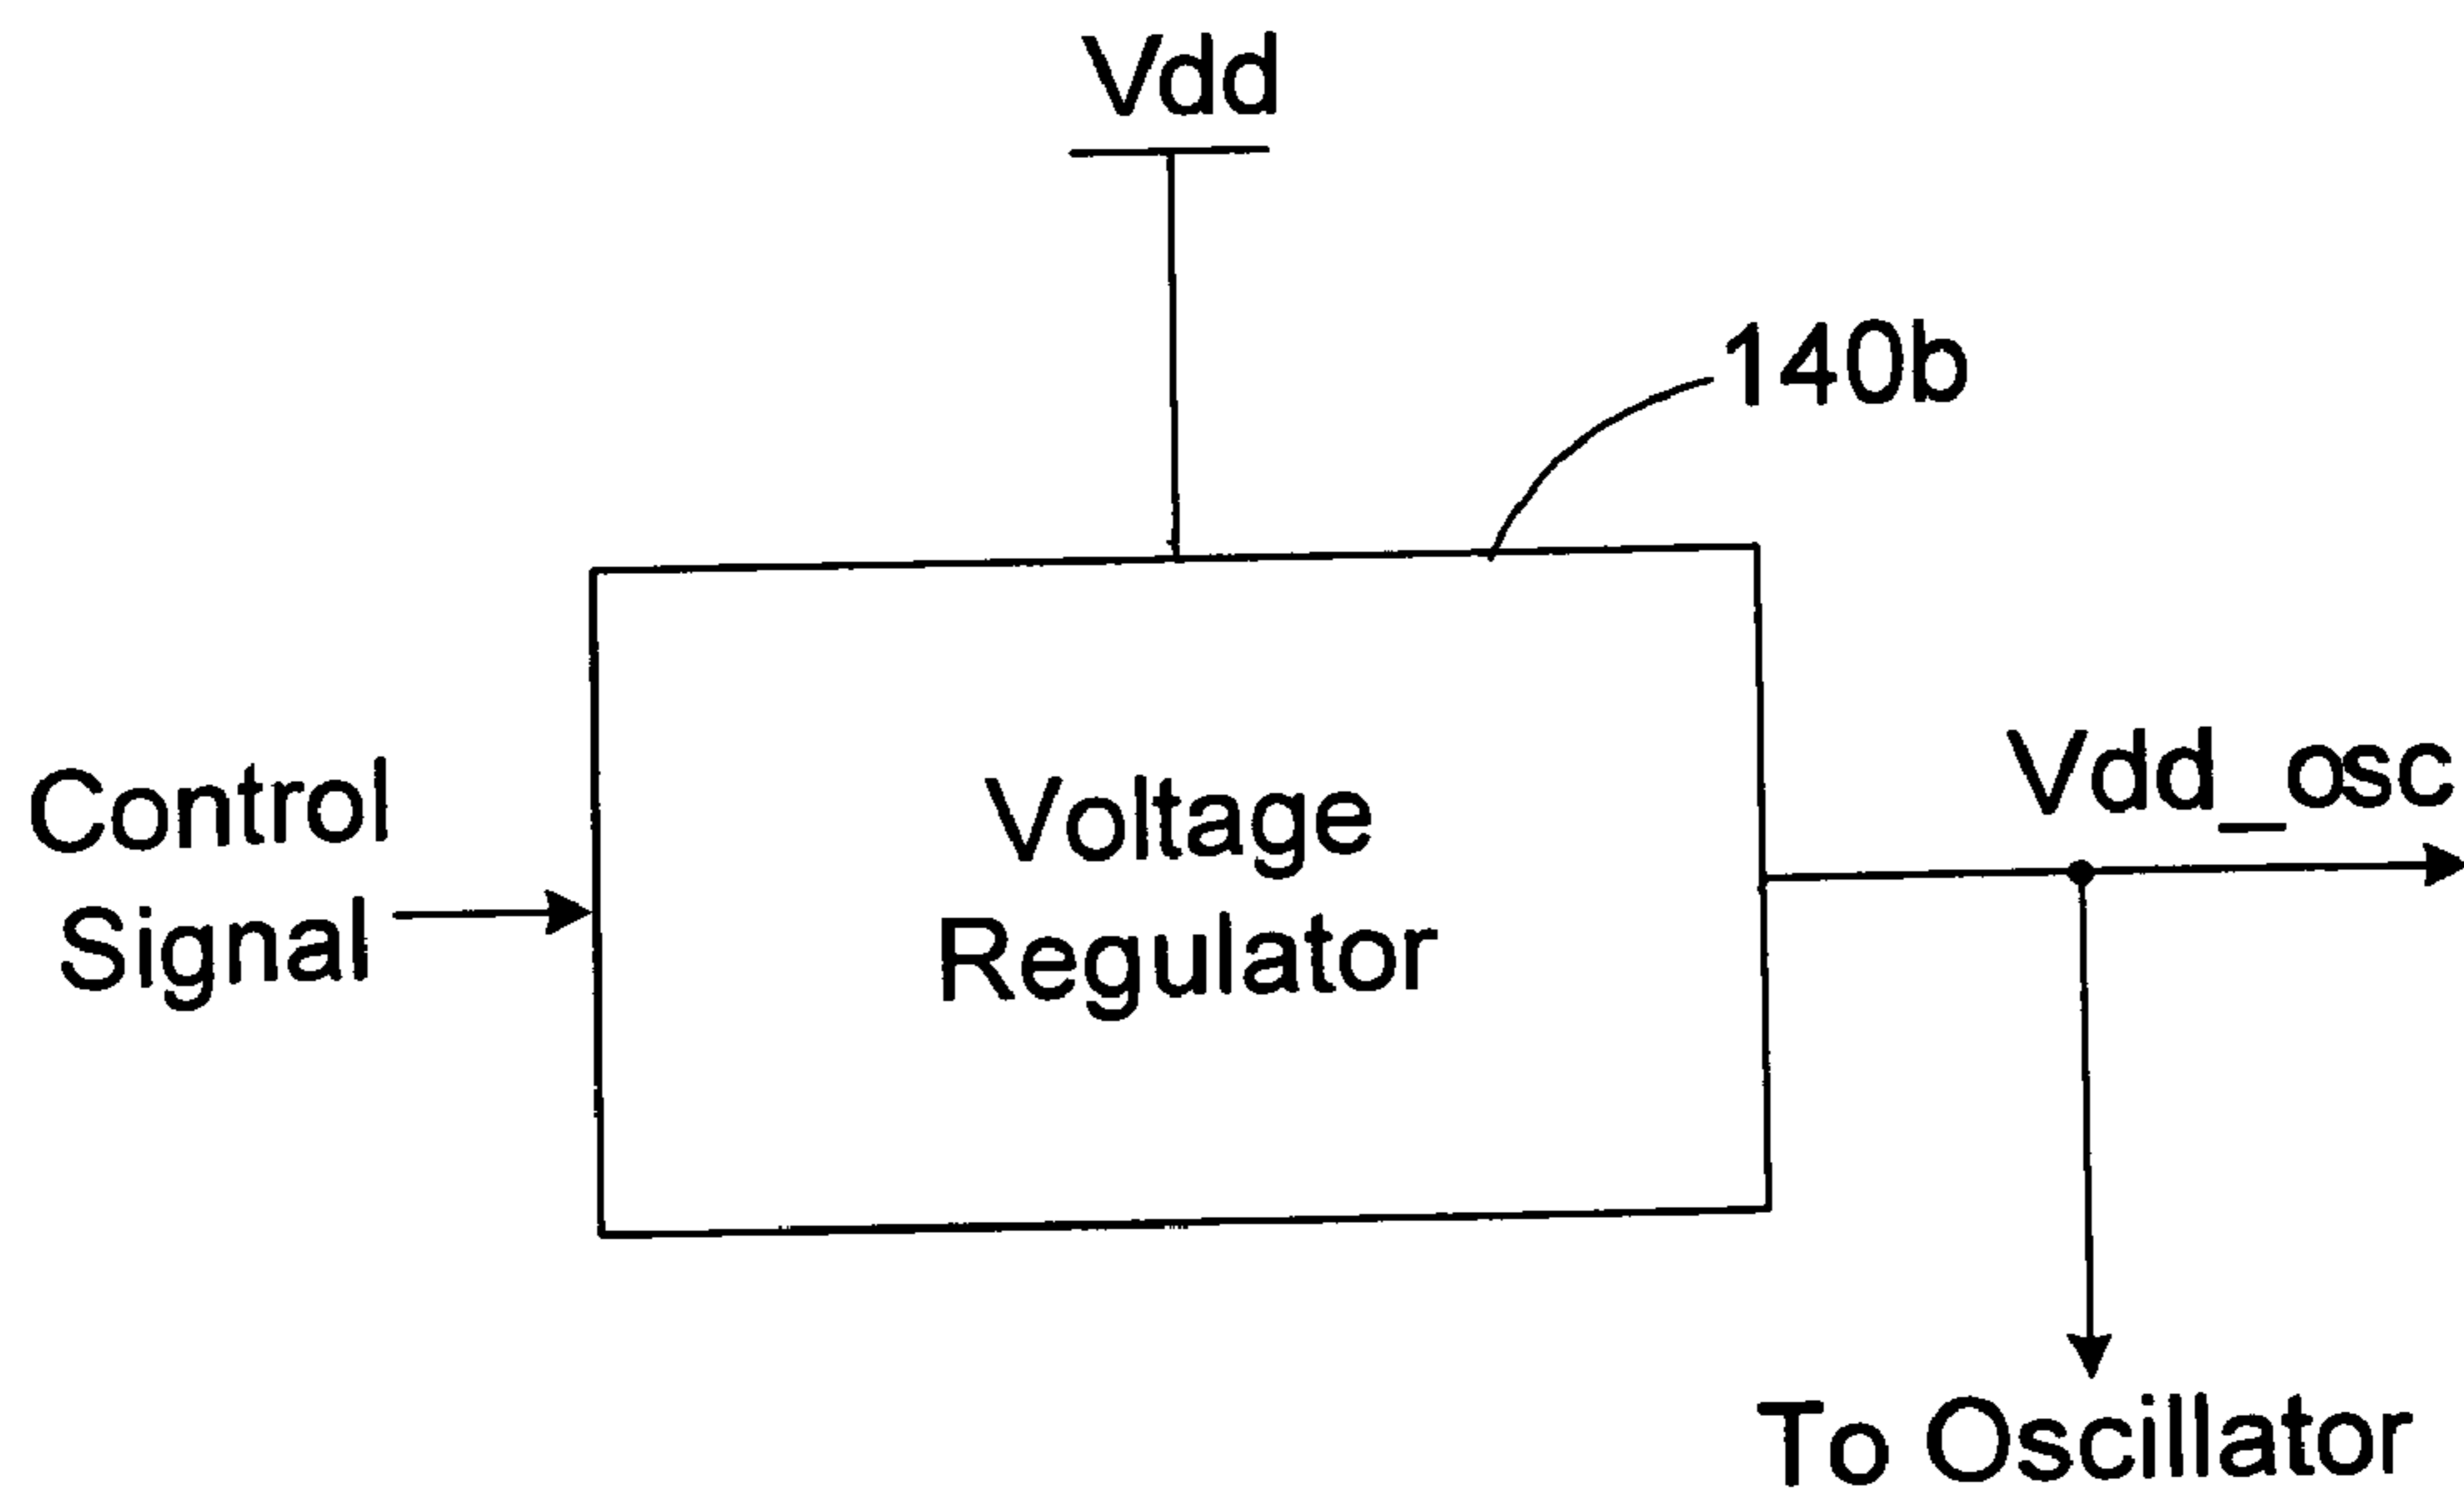 Vdd
140b
Control
Signal
Voltage
Regulator
Vdd_osc
To Oscillator